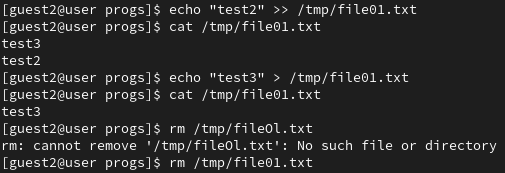 [guest2@user progs]$ echo "test2" >> /tmp/file01.txt
[guest2@user progs]$ cat /tmp/file01.txt
test3
test2
[guest2@user progs]$ echo "test3" > /tmp/file01.txt
[guest2@user progs]$ cat /tmp/file01.txt
test3
[guest2@user progs]$ rm /tmp/fileOl.txt
rm: cannot remove '/tmp/fileOl.txt': No such file or directory
[guest2@user progs]$ rm /tmp/file01.txt